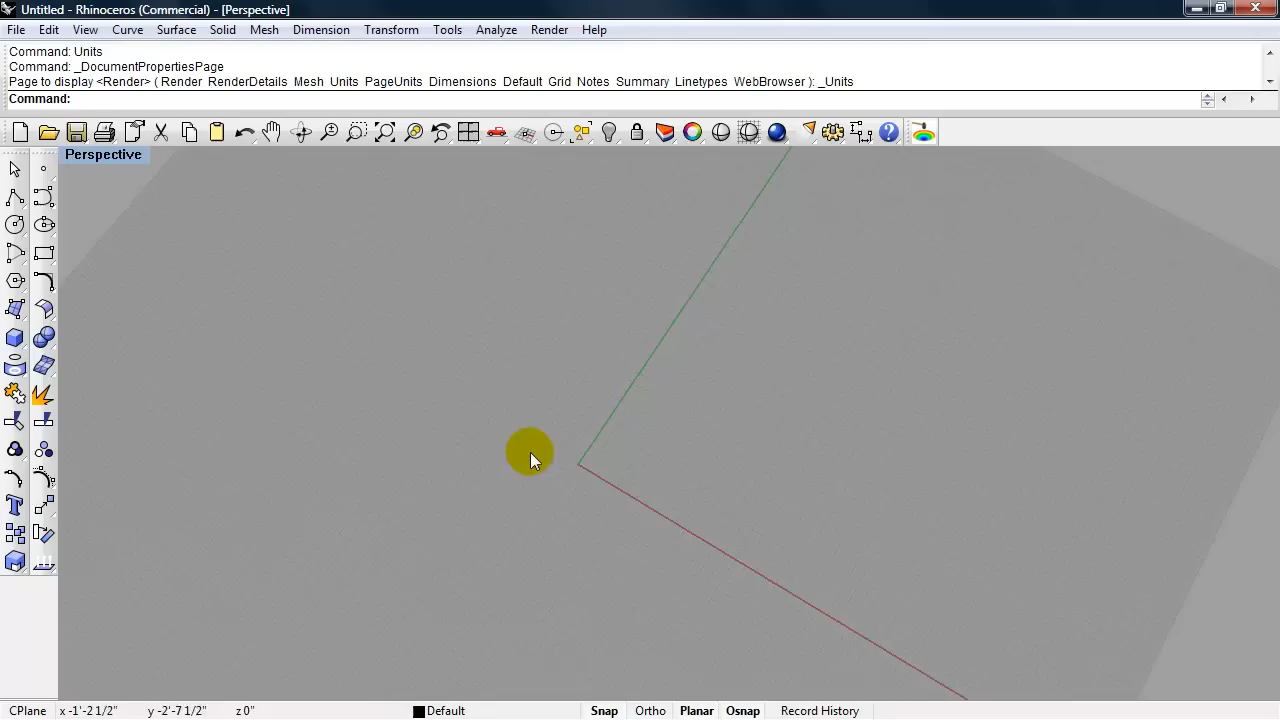 Untitled - Rhinoceros (Commercial) - [Perspective]
File Edit View Curve Surface Solid Mesh Dimension Transform Tools Analyze Render Help
Command: Units
Command: _DocumentPropertiesPage
Page to display <Render> ( Render RenderDetails Mesh Units PageUnits Dimensions Default Grid Notes Summary Linetypes WebBrowser ): _Units
Command:
Perspective
CPlane x -1'-2 1/2" y -2'-7 1/2" z 0" Default Snap Ortho Planar Osnap Record History